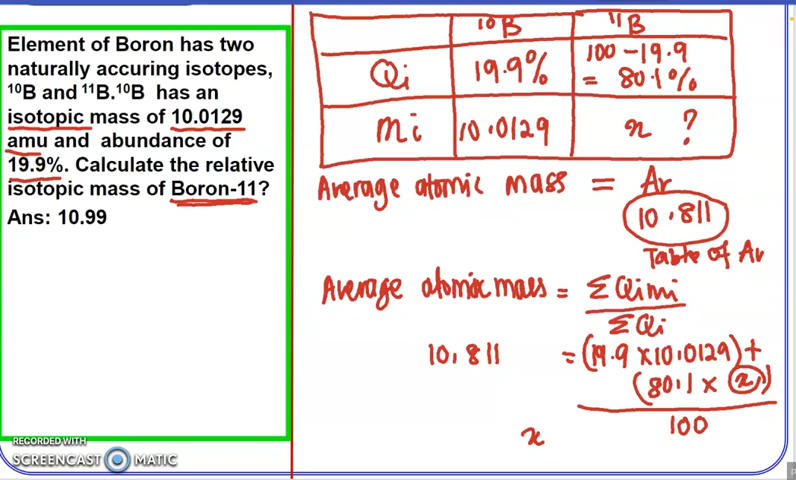 Element of Boron has two
naturally accuring isotopes,
¹⁰B and ¹¹B.¹⁰B has an
isotopic mass of 10.0129
amu and abundance of
19.9%. Calculate the relative
isotopic mass of Boron-11?
Ans: 10.99
RECORDED WITH
SCREENCAST MATIC
¹⁰B ¹¹B
Qi 19.9% 100 - 19.9
= 80.1%
mi 10.0129 x ?
Average atomic mass = Ar
10.811
Table of Ar
Average atomic mass = ΣQimi
ΣQi
10.811 = (19.9 x 10.0129) +
(80.1 x x)
100
x